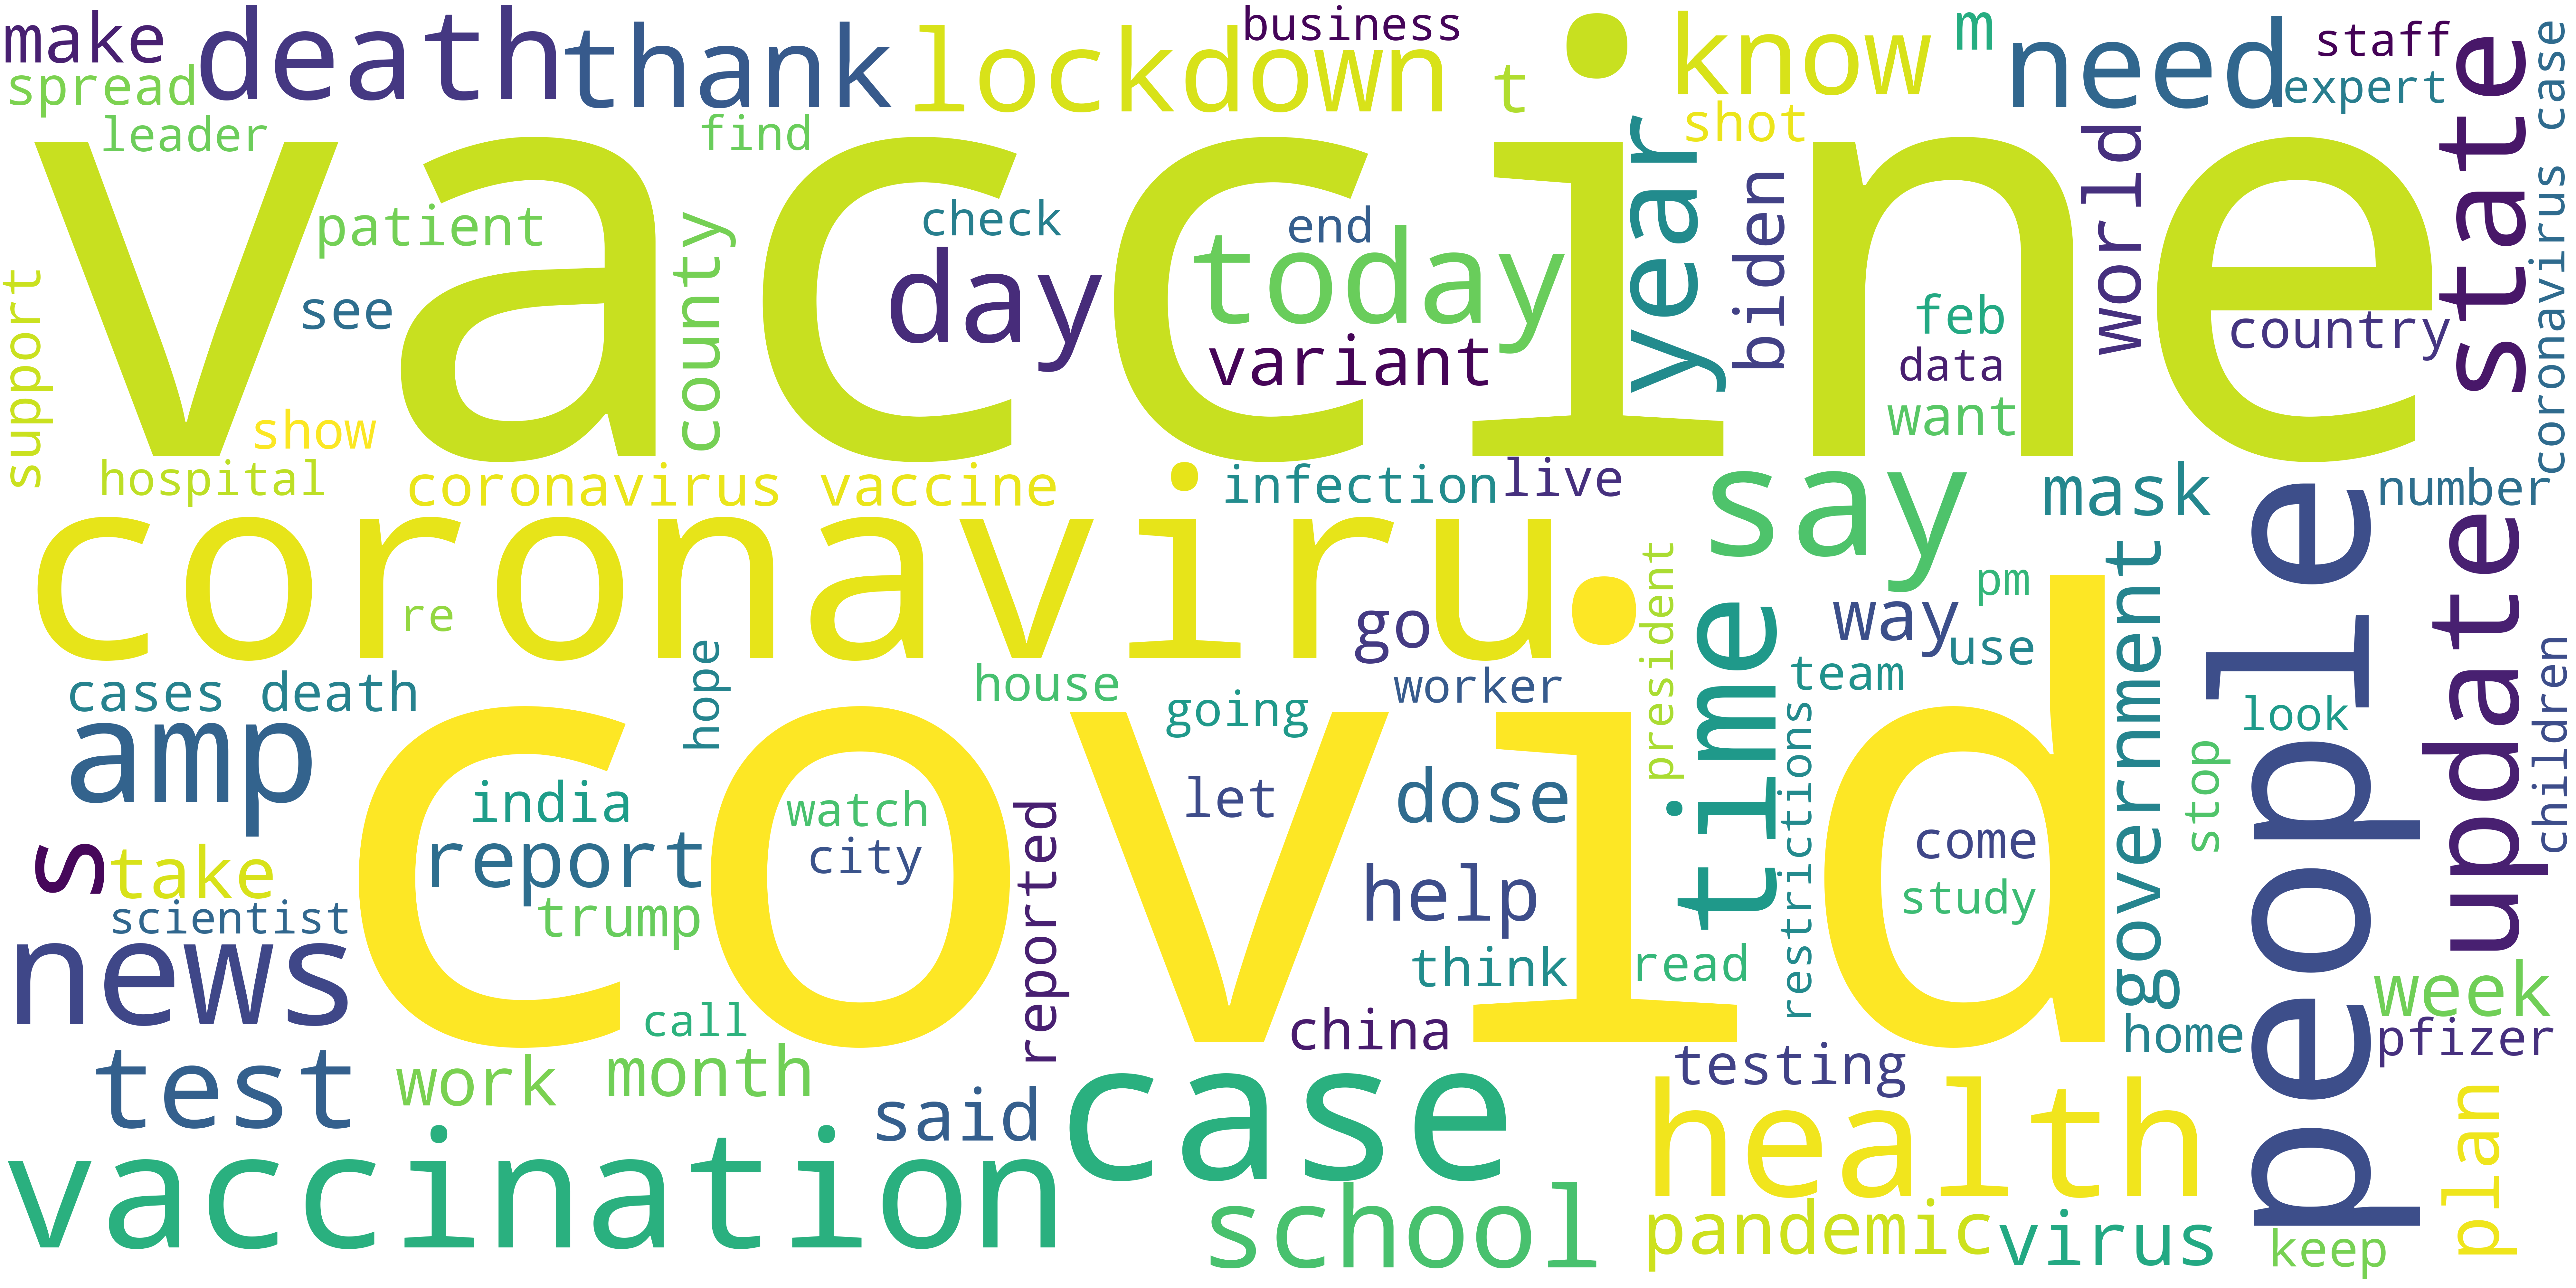 make
death
thank
lockdown
business
t
know
m
need
staff
expert
state
coronavirus case
spread
leader
find
shot
vaccine
year
biden
world
patient
check
end
county
day
today
see
variant
feb
data
want
country
support
show
hospital
coronavirus vaccine
infection
live
say
mask
number
coronaviru
re
go
president
time
way
pm
use
government
people
update
children
cases death
hope
house
worker
going
team
restrictions
look
stop
amp
covid
india
watch
let
dose
city
come
study
s
take
report
reported
help
scientist
trump
think
read
g
news
call
china
week
home
pfizer
test
work
month
testing
said
case
health
plan
vaccination
school
pandemic
virus
keep